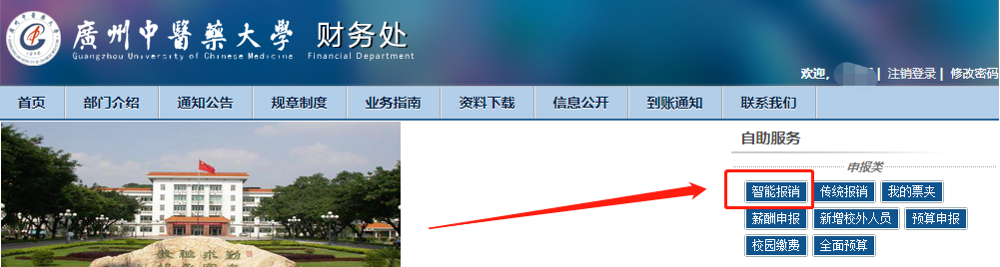 廣州中醫藥大學 财务处
Guangzhou University of Chinese Medicine Financial Department
欢迎, | 注销登录 | 修改密码
首页 部门介绍 通知公告 规章制度 业务指南 资料下载 信息公开 到账通知 联系我们
自助服务
申报类
智能报销 传统报销 我的票夹
薪酬申报 新增校外人员 预算申报
校园缴费 全面预算